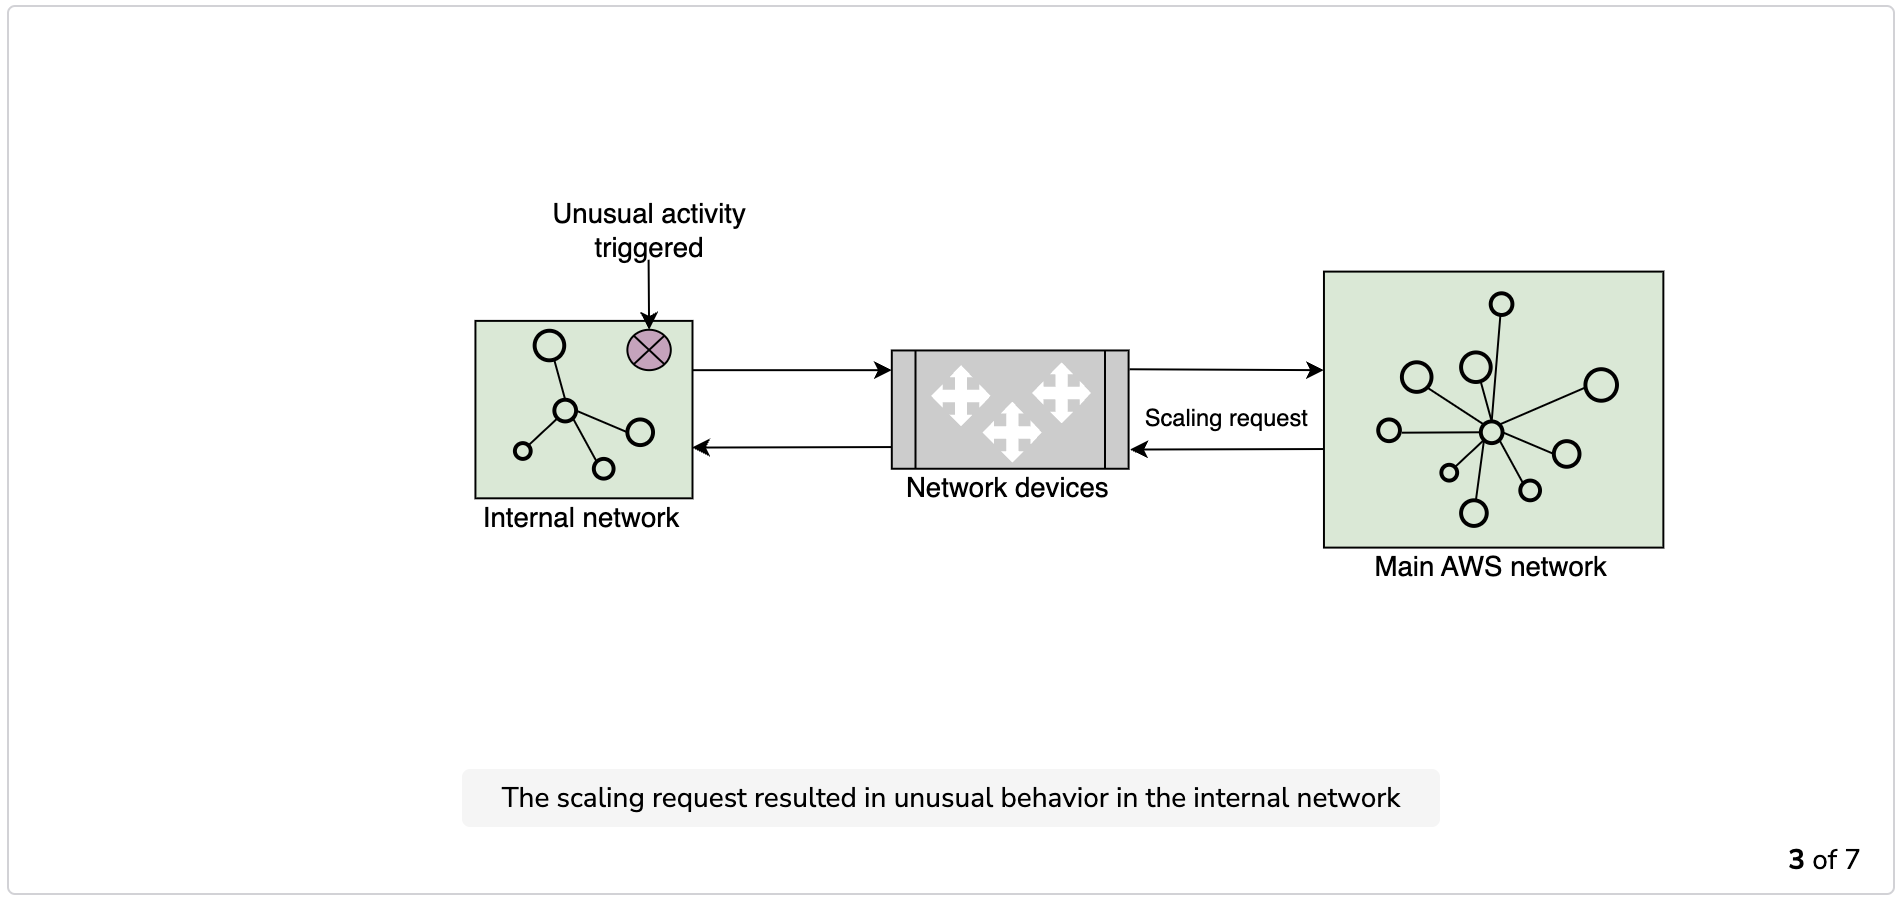 Unusual activity
triggered
Scaling request
Network devices
Internal network
Main AWS network
The scaling request resulted in unusual behavior in the internal network
3 of 7